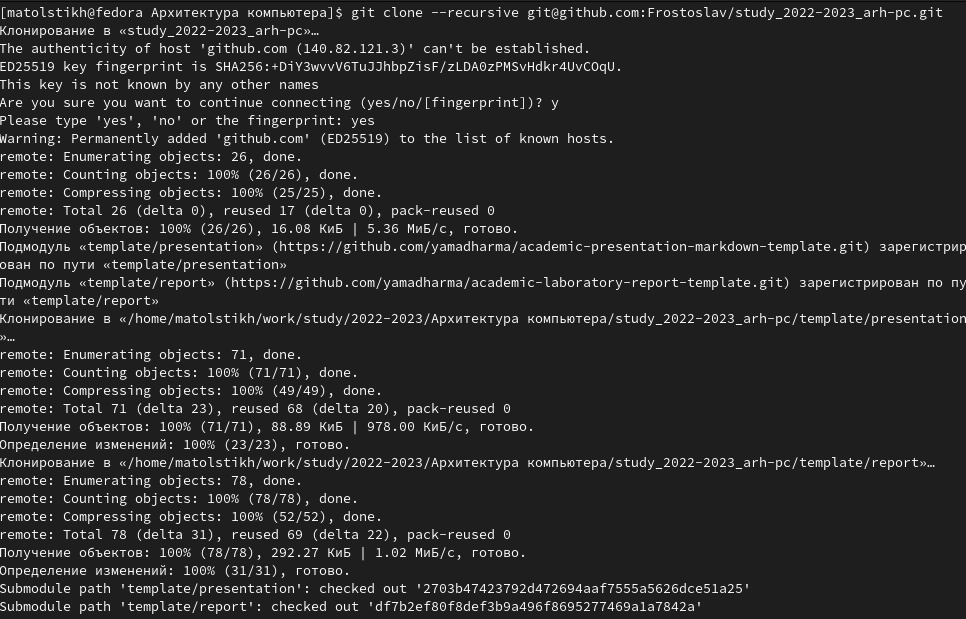 [matolstikh@fedora Архитектура компьютера]$ git clone --recursive git@github.com:Frostoslav/study_2022-2023_arh-pc.git
Клонирование в «study_2022-2023_arh-pc»…
The authenticity of host 'github.com (140.82.121.3)' can't be established.
ED25519 key fingerprint is SHA256:+DiY3wvvV6TuJJhbpZisF/zLDA0zPMSvHdkr4UvCOqU.
This key is not known by any other names
Are you sure you want to continue connecting (yes/no/[fingerprint])? y
Please type 'yes', 'no' or the fingerprint: yes
Warning: Permanently added 'github.com' (ED25519) to the list of known hosts.
remote: Enumerating objects: 26, done.
remote: Counting objects: 100% (26/26), done.
remote: Compressing objects: 100% (25/25), done.
remote: Total 26 (delta 0), reused 17 (delta 0), pack-reused 0
Получение объектов: 100% (26/26), 16.08 КиБ | 5.36 МиБ/с, готово.
Подмодуль «template/presentation» (https://github.com/yamadharma/academic-presentation-markdown-template.git) зарегистрир
ован по пути «template/presentation»
Подмодуль «template/report» (https://github.com/yamadharma/academic-laboratory-report-template.git) зарегистрирован по пу
ти «template/report»
Клонирование в «/home/matolstikh/work/study/2022-2023/Архитектура компьютера/study_2022-2023_arh-pc/template/presentation
»…
remote: Enumerating objects: 71, done.
remote: Counting objects: 100% (71/71), done.
remote: Compressing objects: 100% (49/49), done.
remote: Total 71 (delta 23), reused 68 (delta 20), pack-reused 0
Получение объектов: 100% (71/71), 88.89 КиБ | 978.00 КиБ/с, готово.
Определение изменений: 100% (23/23), готово.
Клонирование в «/home/matolstikh/work/study/2022-2023/Архитектура компьютера/study_2022-2023_arh-pc/template/report»…
remote: Enumerating objects: 78, done.
remote: Counting objects: 100% (78/78), done.
remote: Compressing objects: 100% (52/52), done.
remote: Total 78 (delta 31), reused 69 (delta 22), pack-reused 0
Получение объектов: 100% (78/78), 292.27 КиБ | 1.02 МиБ/с, готово.
Определение изменений: 100% (31/31), готово.
Submodule path 'template/presentation': checked out '2703b47423792d472694aaf7555a5626dce51a25'
Submodule path 'template/report': checked out 'df7b2ef80f8def3b9a496f8695277469a1a7842a'